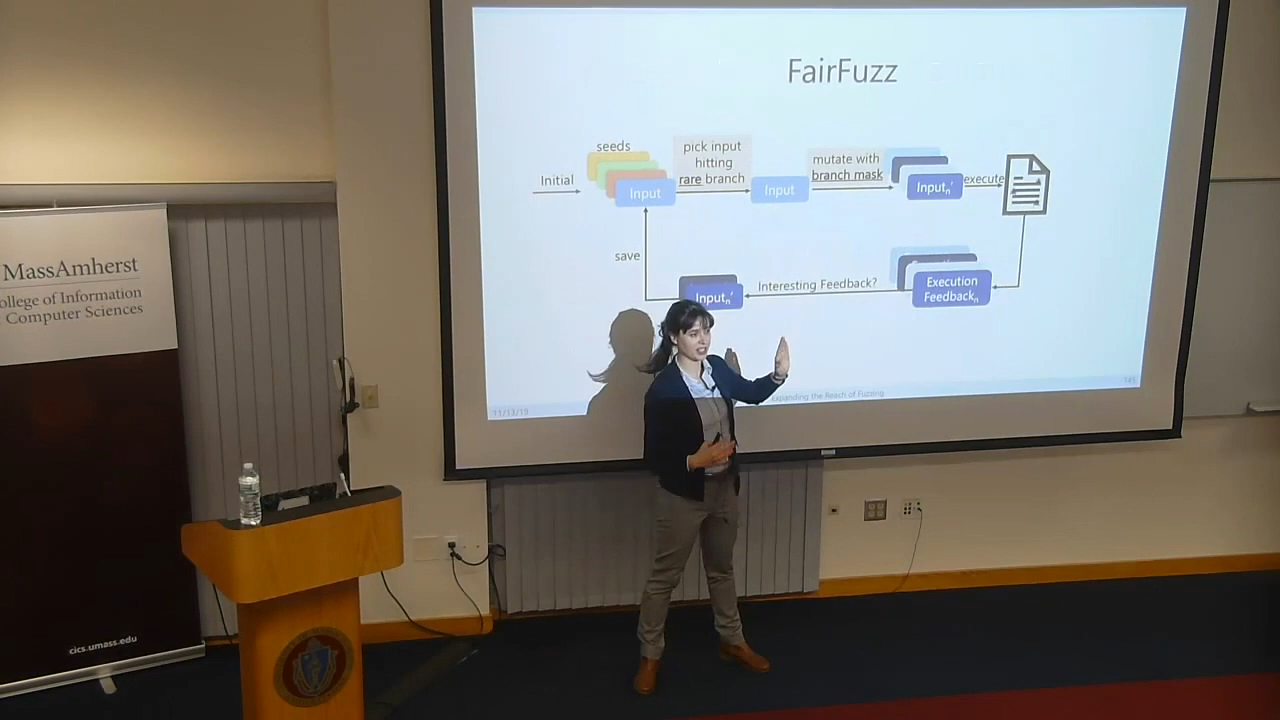 FairFuzz
seeds
Initial
Input
pick input
hitting
rare branch
Input
mutate with
branch mask
Inputₙ'
execute
save
Inputₙ'
Interesting Feedback?
Execution
Feedbackₙ
11/13/19
Expanding the Reach of Fuzzing
MassAmherst
ollege of Information
Computer Sciences
cics.umass.edu